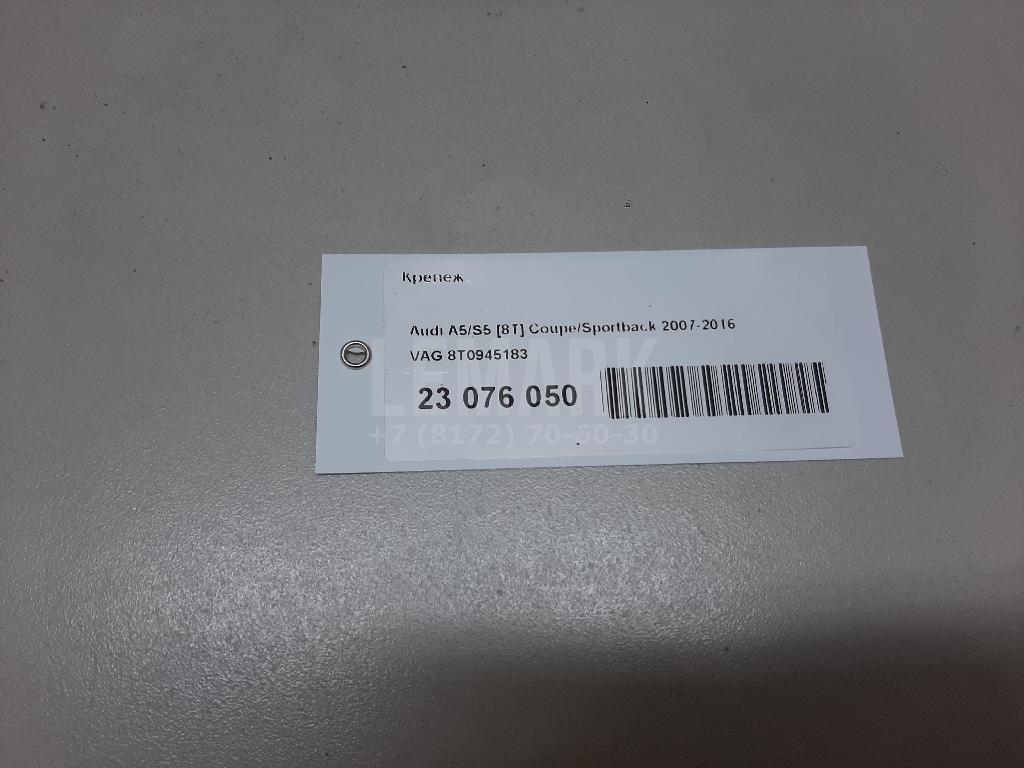 Крепеж
Audi A5/S5 [8T] Coupe/Sportback 2007-2016
VAG 8T0945183
LEMARK
23 076 050
+7 (8172) 70-60-30